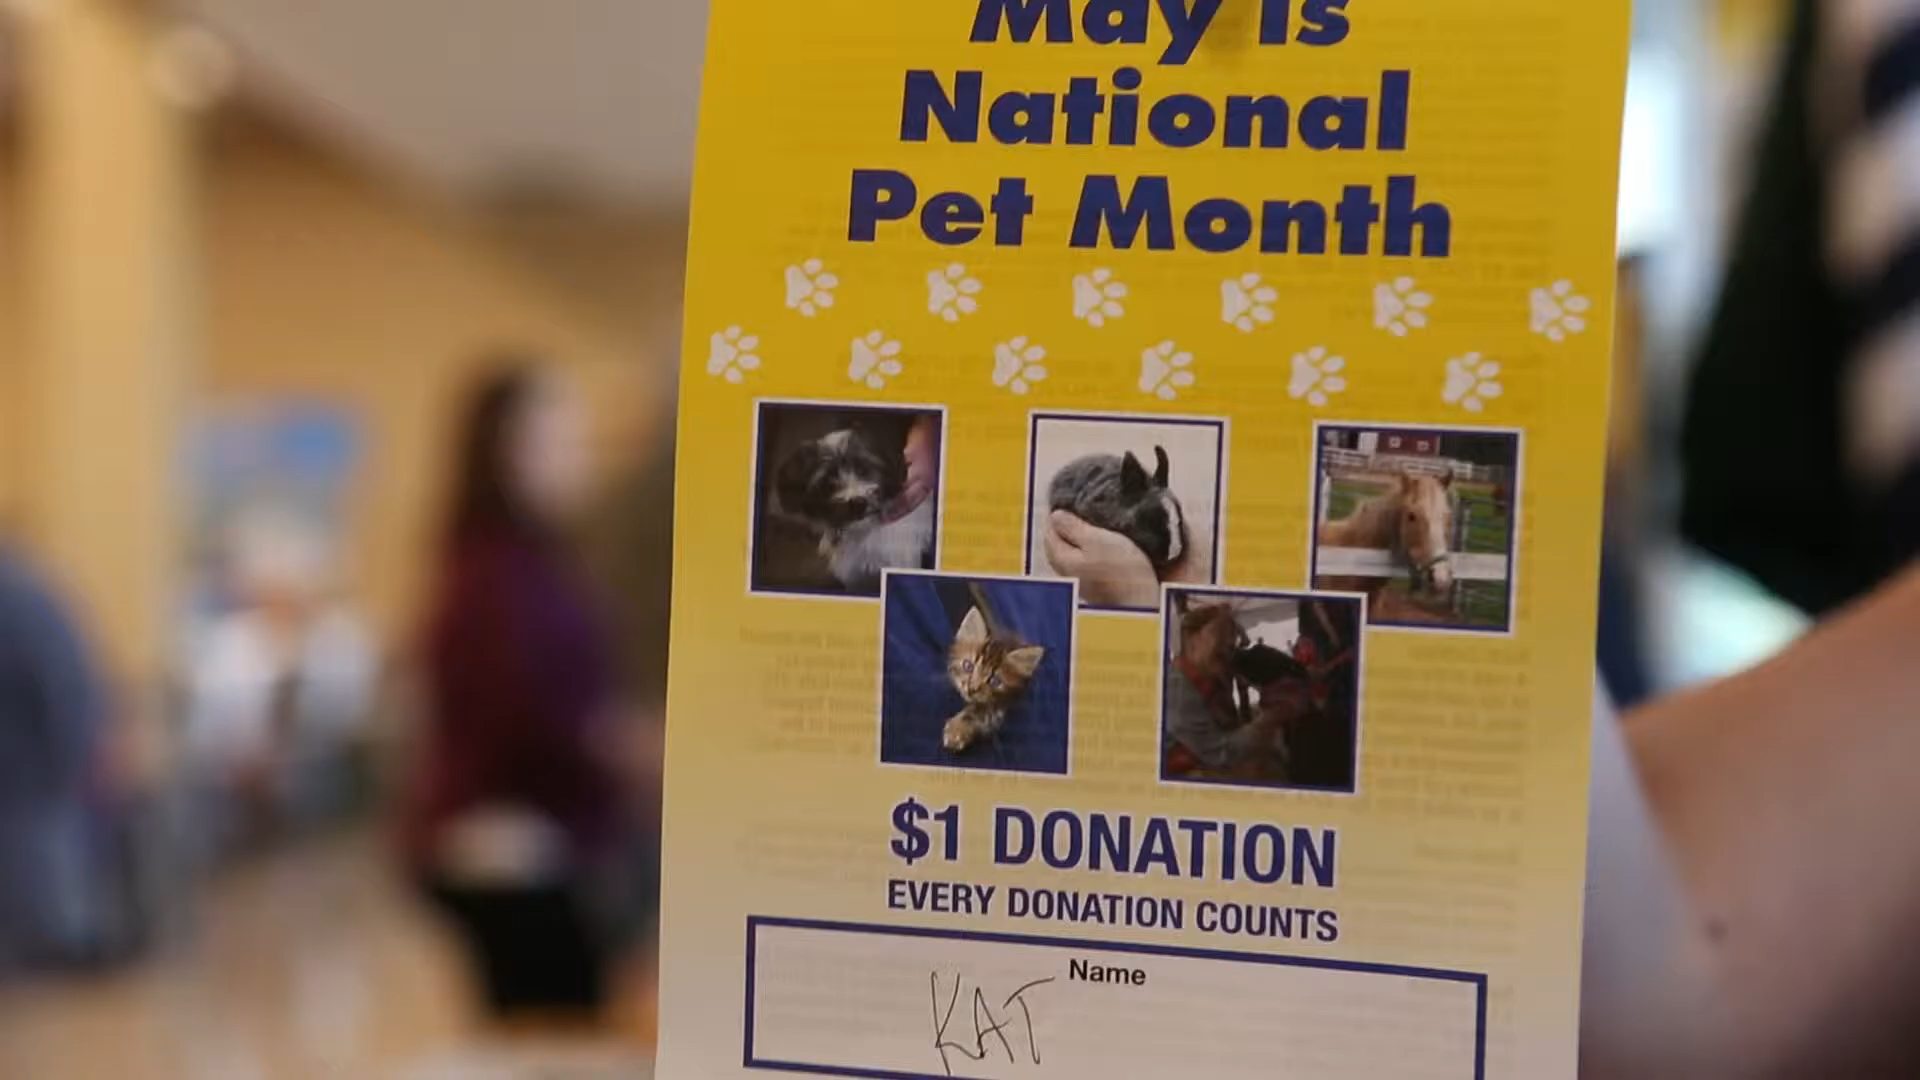 May is
National
Pet Month
$1 DONATION
EVERY DONATION COUNTS
Name
KAT